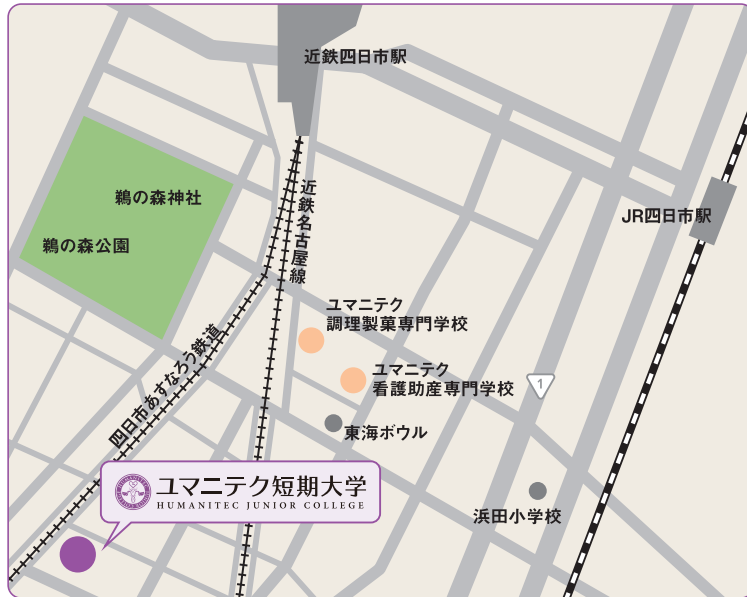 近鉄四日市駅
鵜の森神社
鵜の森公園
近鉄名古屋線
JR四日市駅
ユマニテク
調理製菓専門学校
ユマニテク
看護助産専門学校
1
四日市あすなろう鉄道
東海ボウル
ユマニテク短期大学
HUMANITEC JUNIOR COLLEGE
浜田小学校